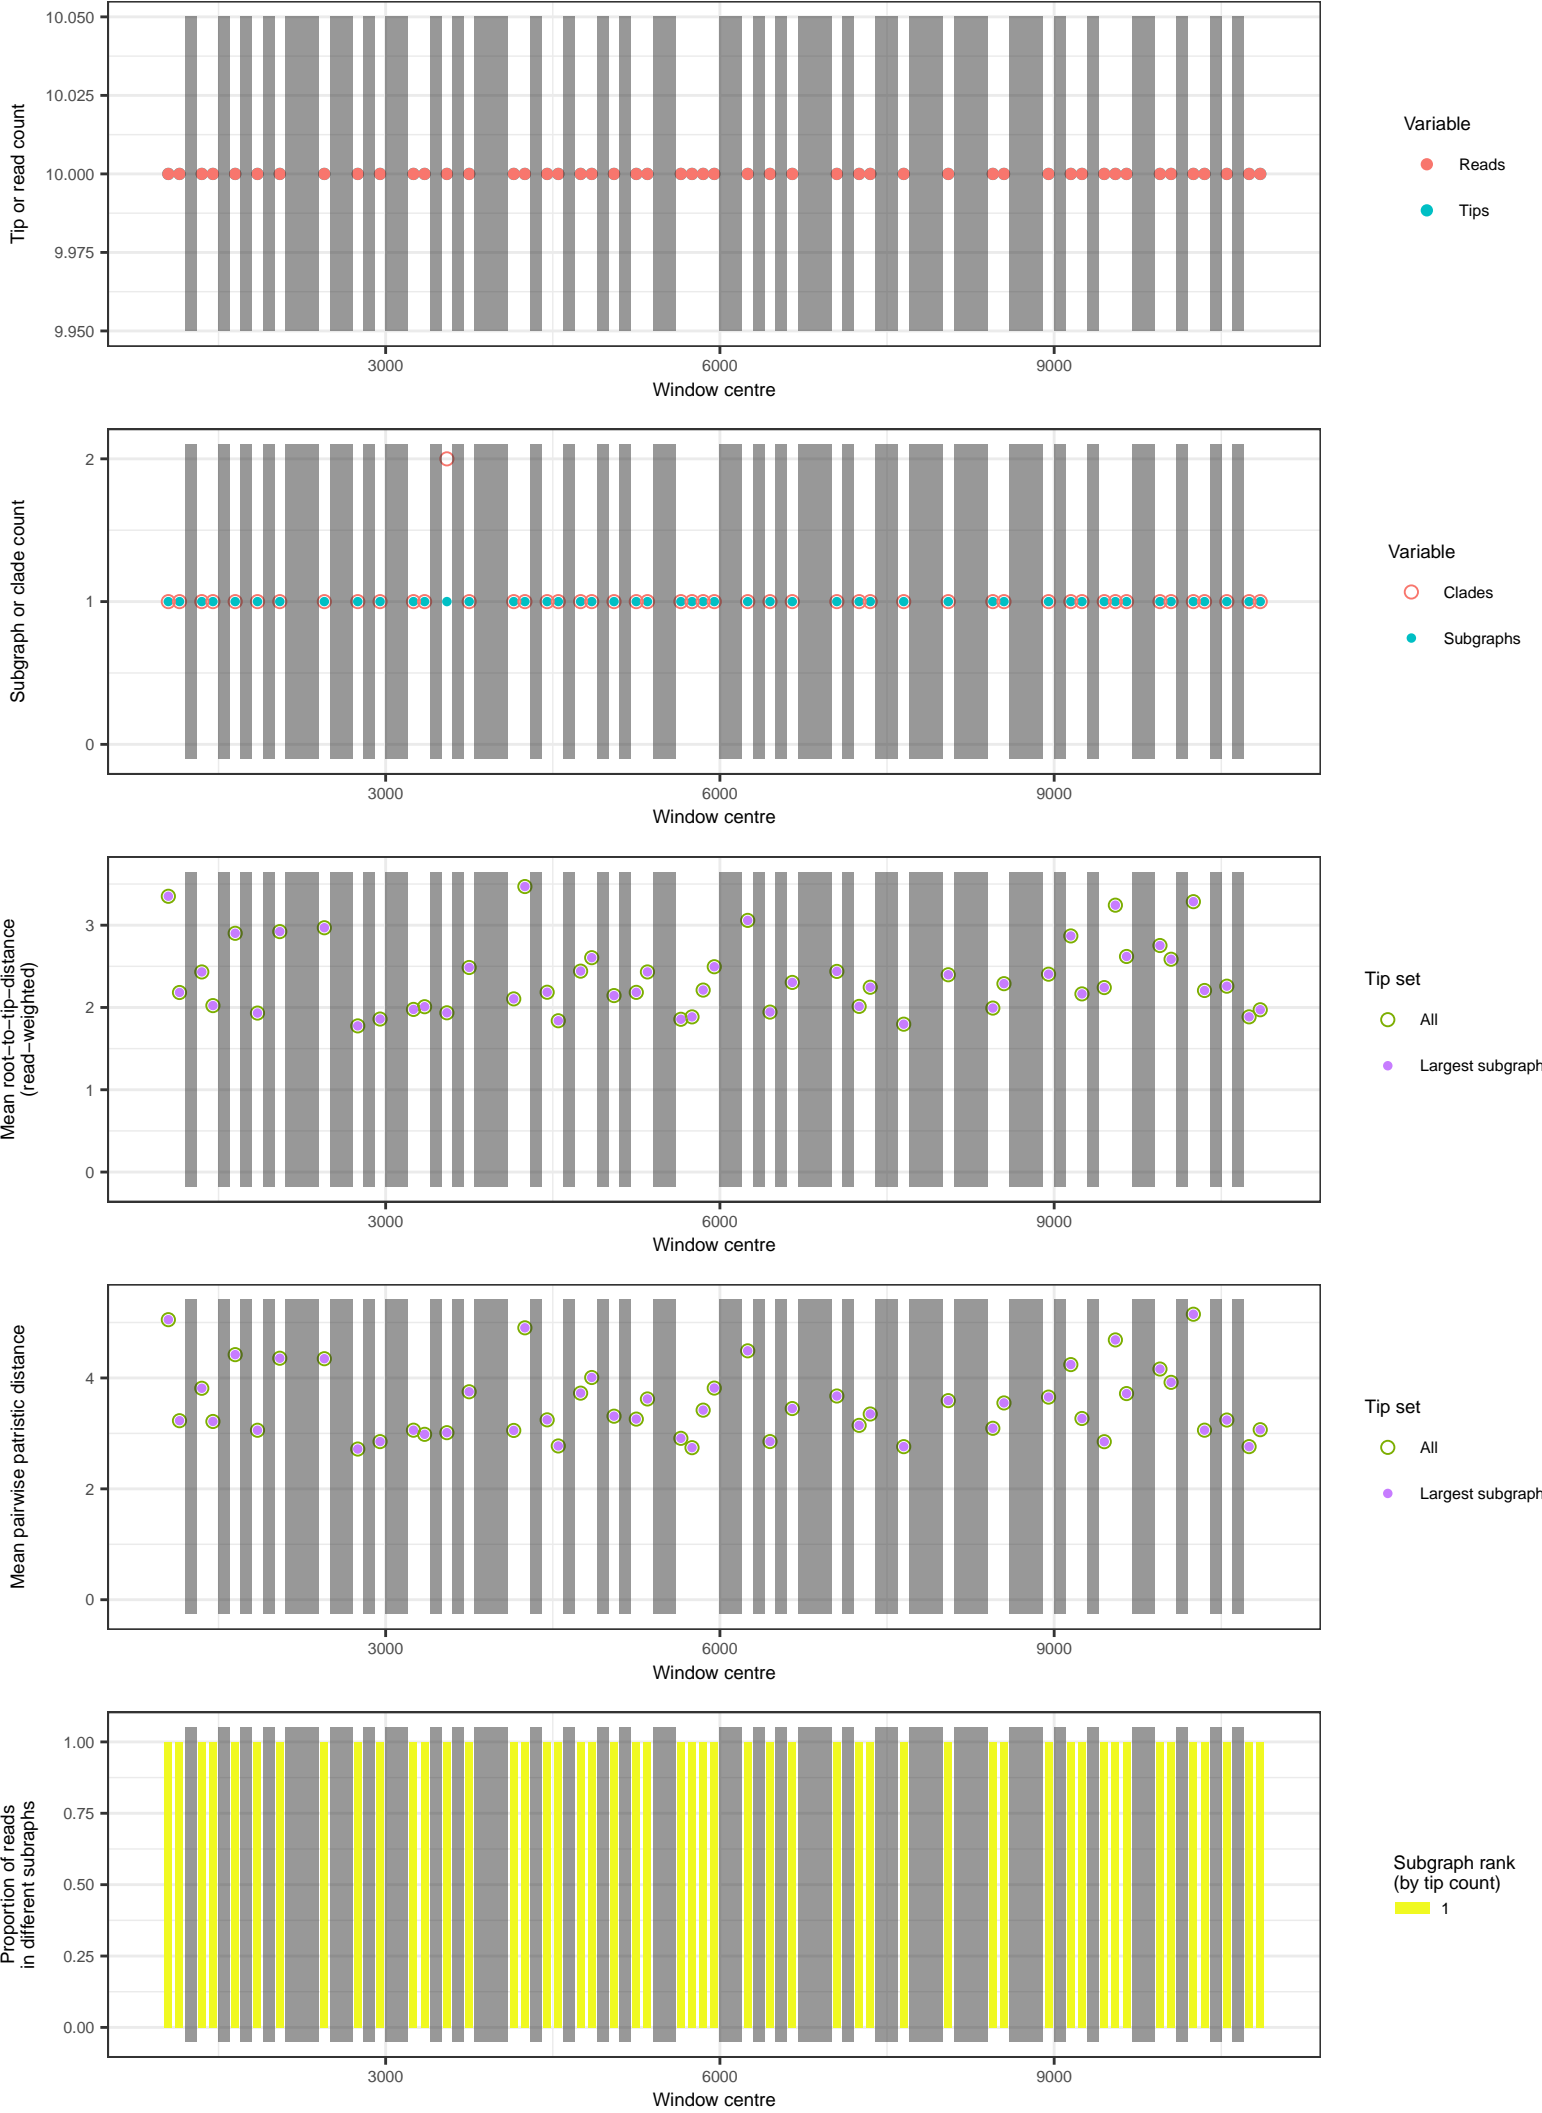 10.050
10.025
10.000
9.975
9.950
Tip or read count
3000
6000
9000
Window centre
Variable
Reads
Tips
2
1
0
Subgraph or clade count
3000
6000
9000
Window centre
Variable
Clades
Subgraphs
3
2
1
0
Mean root−to−tip−distance
(read−weighted)
3000
6000
9000
Window centre
Tip set
All
Largest subgraph
4
2
0
Mean pairwise patristic distance
3000
6000
9000
Window centre
Tip set
All
Largest subgraph
1.00
0.75
0.50
0.25
0.00
Proportion of reads
in different subraphs
3000
6000
9000
Window centre
Subgraph rank
(by tip count)
1